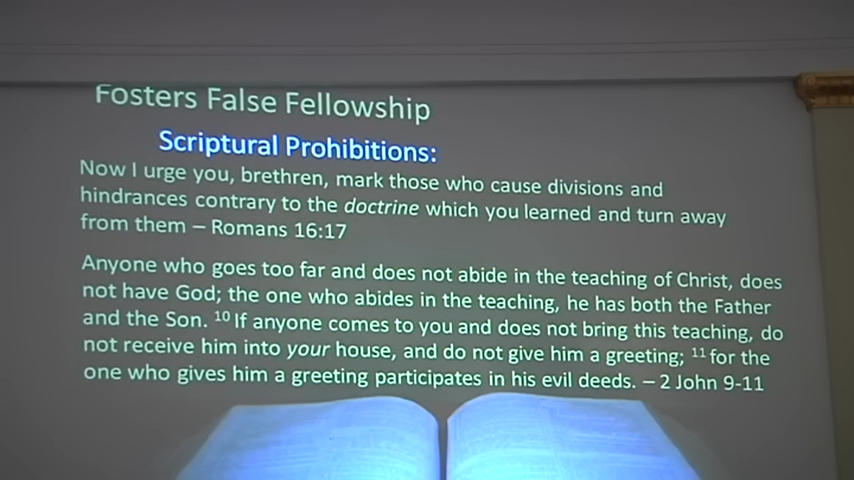 Fosters False Fellowship
Scriptural Prohibitions:
Now I urge you, brethren, mark those who cause divisions and
hindrances contrary to the doctrine which you learned and turn away
from them – Romans 16:17
Anyone who goes too far and does not abide in the teaching of Christ, does
not have God; the one who abides in the teaching, he has both the Father
and the Son. 10 If anyone comes to you and does not bring this teaching, do
not receive him into your house, and do not give him a greeting; 11 for the
one who gives him a greeting participates in his evil deeds. – 2 John 9-11